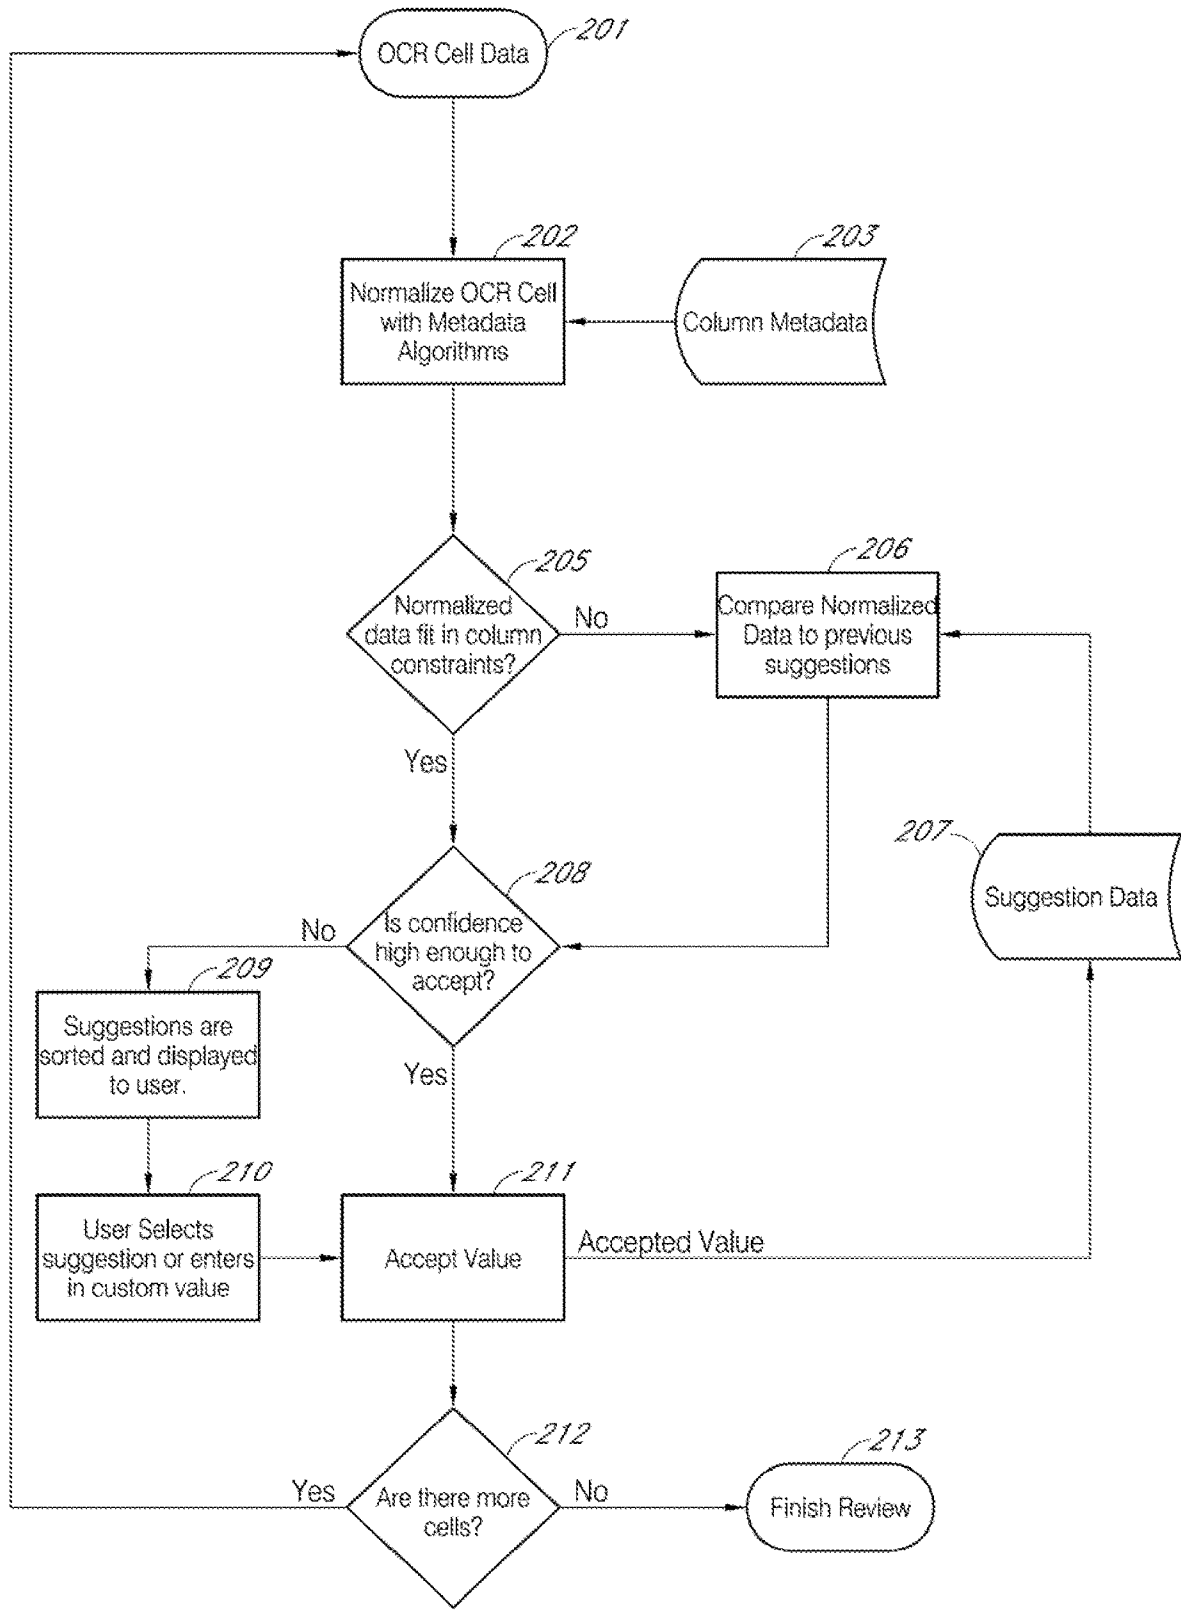 201
OCR Cell Data
202
Normalize OCR Cell
with Metadata
Algorithms
203
Column Metadata
205
Normalized
data fit in column
constraints?
No
Yes
206
Compare Normalized
Data to previous
suggestions
207
Suggestion Data
208
Is confidence
high enough to
accept?
No
Yes
209
Suggestions are
sorted and displayed
to user.
210
User Selects
suggestion or enters
in custom value
211
Accept Value
Accepted Value
212
Are there more
cells?
Yes
No
213
Finish Review